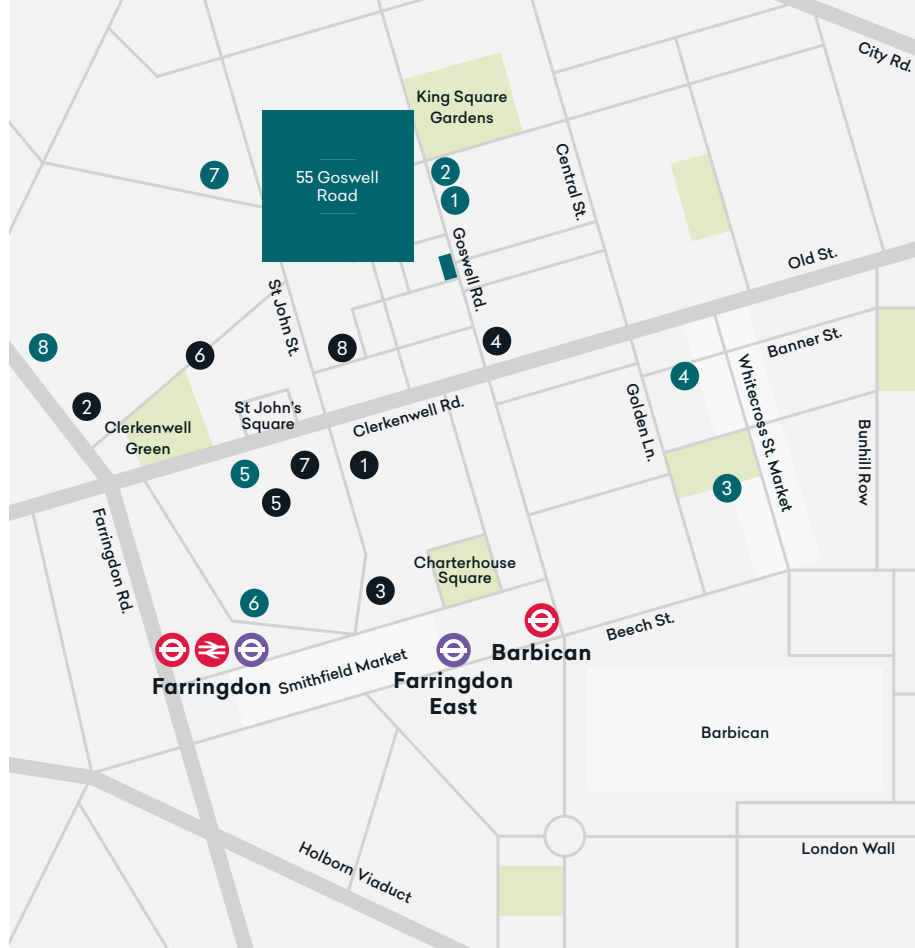 City Rd.
King Square
Gardens
2
7
55 Goswell
Road
1
Central St.
Goswell Rd.
Old St.
St John St.
8
6
8
4
Banner St.
4
Whitecross St. Market
2
Clerkenwell
Green
St John's
Square
Clerkenwell Rd.
Golden Ln.
Bunhill Row
5
7
1
3
5
Farringdon Rd.
Charterhouse
Square
3
6
Beech St.
Barbican
Farringdon
Smithfield Market
Farringdon
East
Barbican
London Wall
Holborn Viaduct